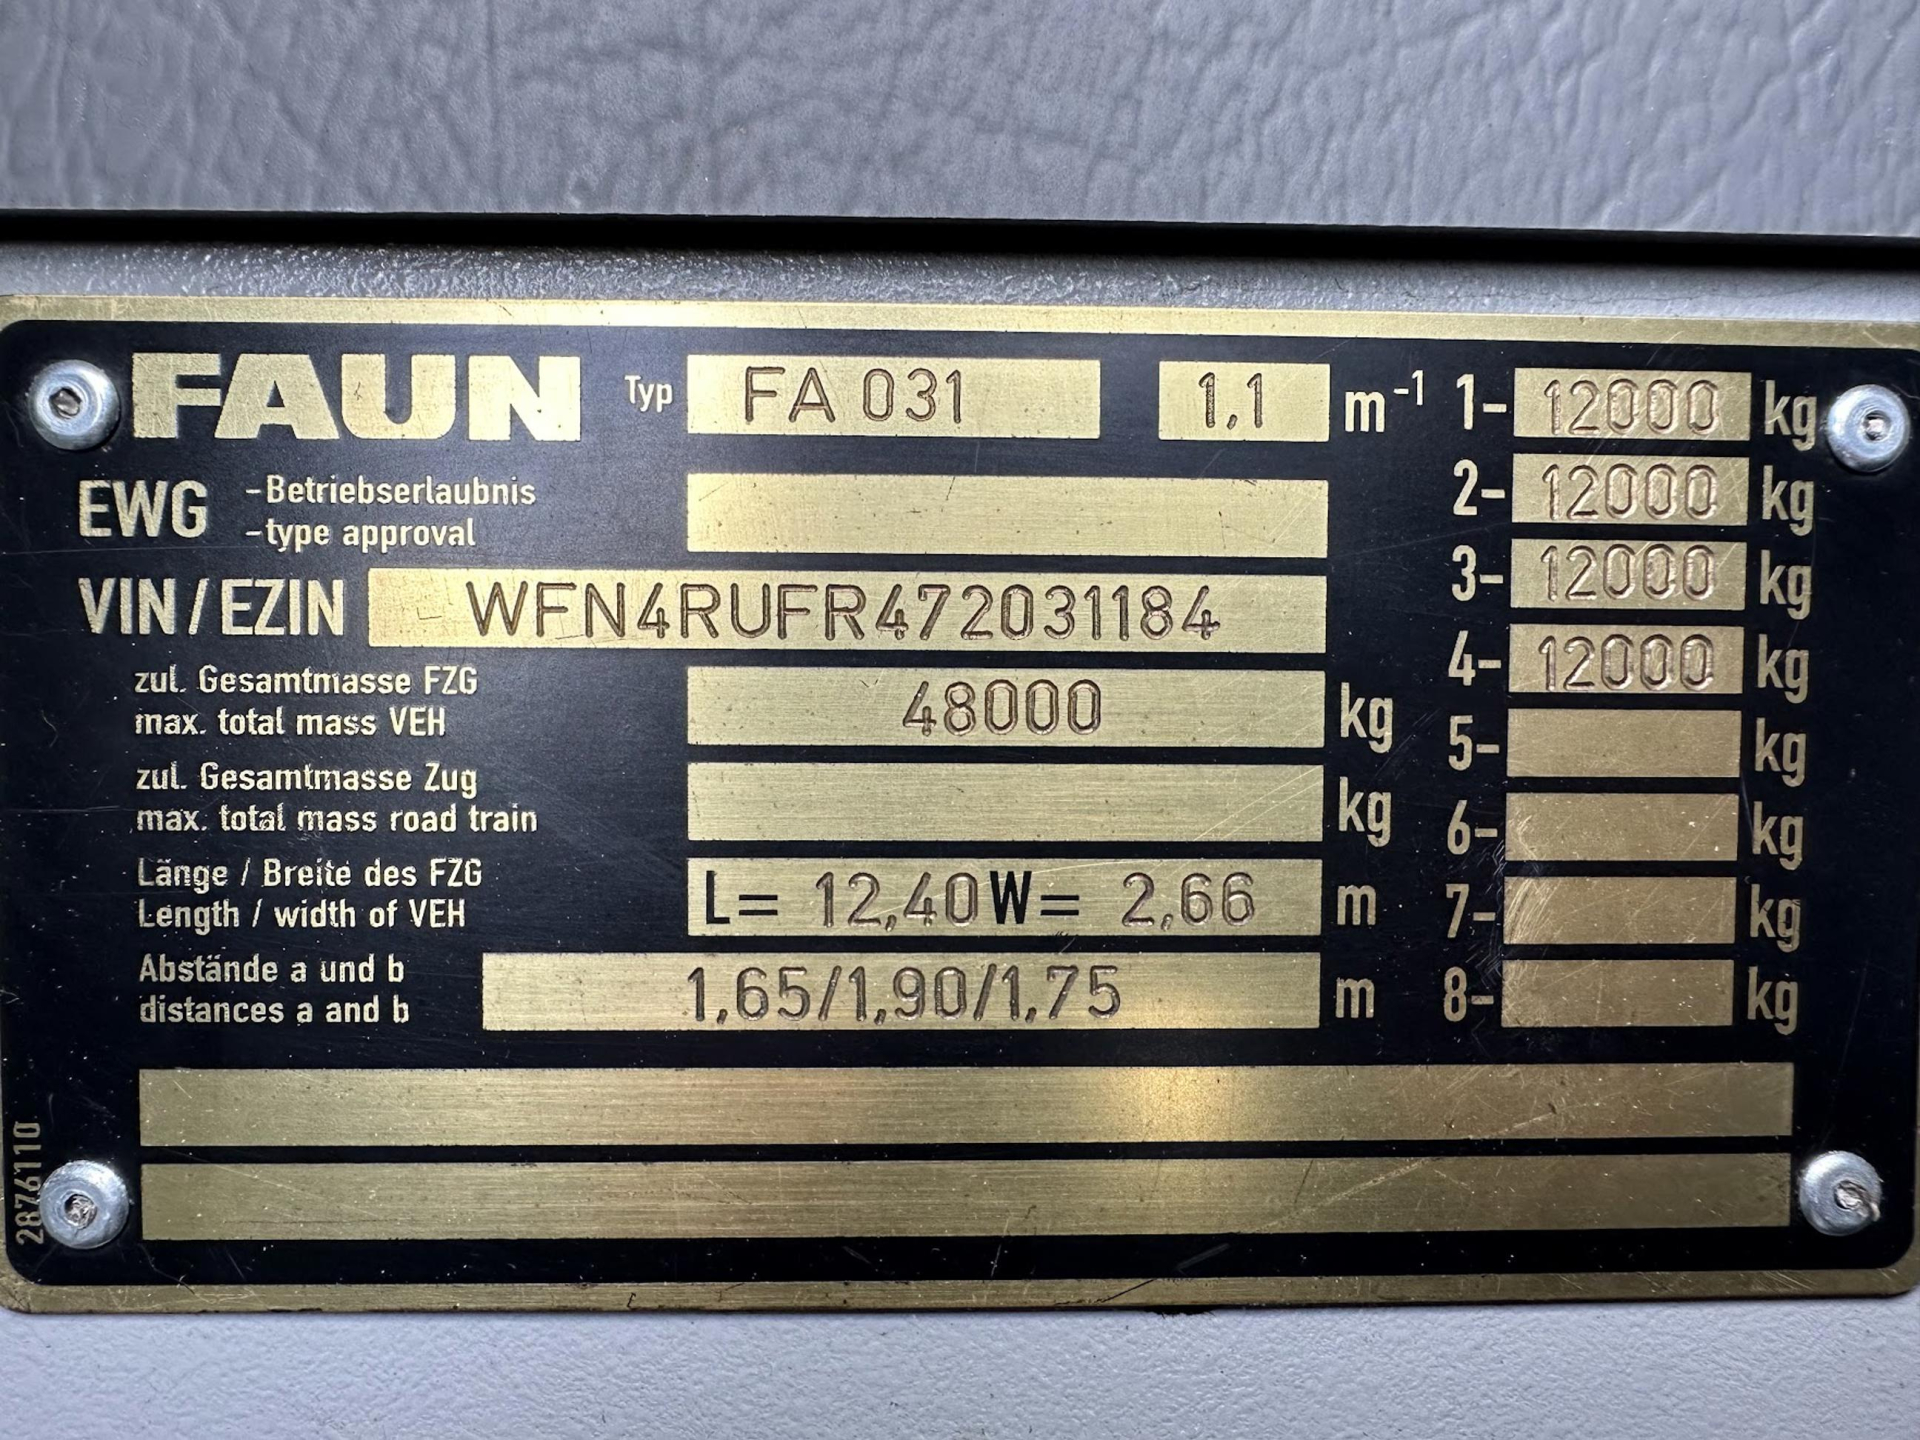 FAUN Typ FA 031 1,1 m⁻¹ 1- 12000 kg
EWG -Betriebserlaubnis
-type approval
2- 12000 kg
VIN/EZIN WFN4RUFR472031184
3- 12000 kg
zul. Gesamtmasse FZG
max. total mass VEH
48000 kg
4- 12000 kg
zul. Gesamtmasse Zug
max. total mass road train
kg
5- kg
6- kg
Länge / Breite des FZG
Length / width of VEH
L= 12,40 W= 2,66 m
7- kg
Abstände a und b
distances a and b
1,65/1,90/1,75 m
8- kg
2876110